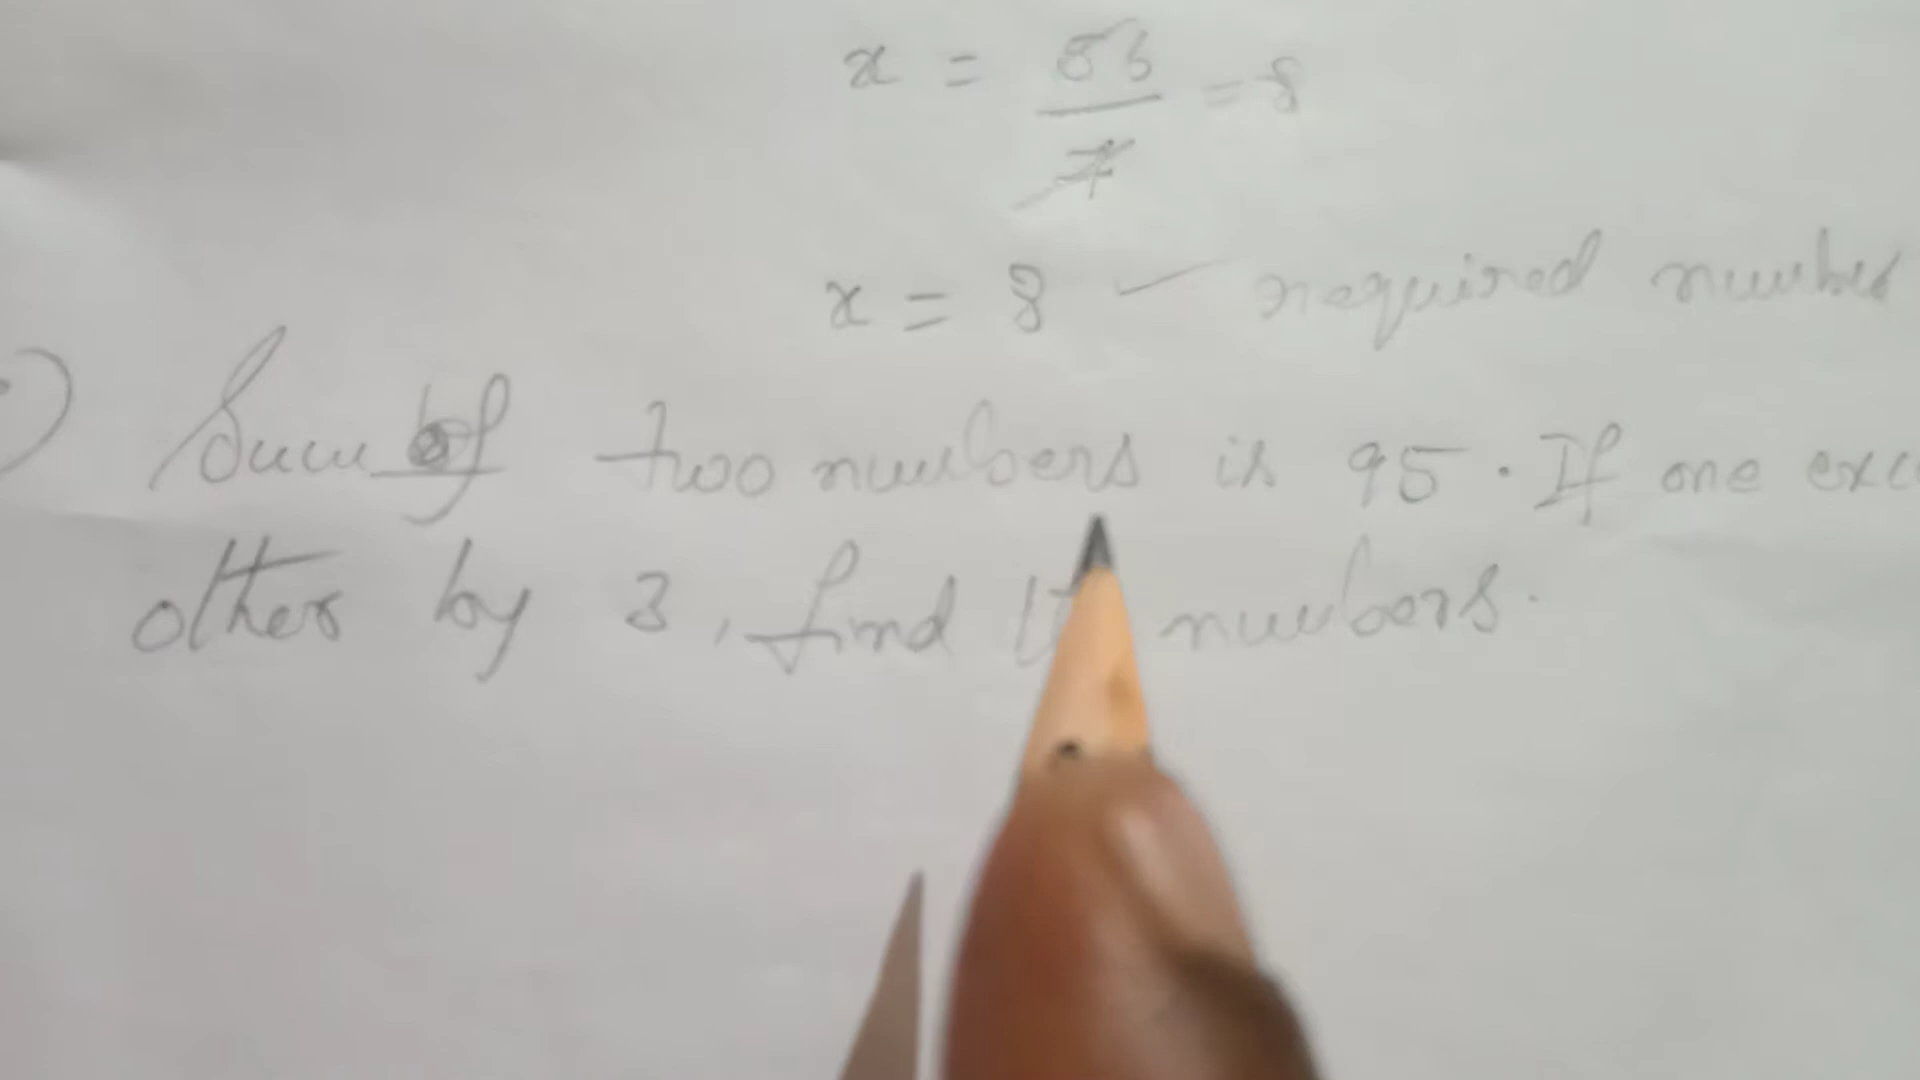 x = 56/7 = 8
x = 8 — required number
) Sum of two numbers is 95. If one exc
other by 3, find numbers.